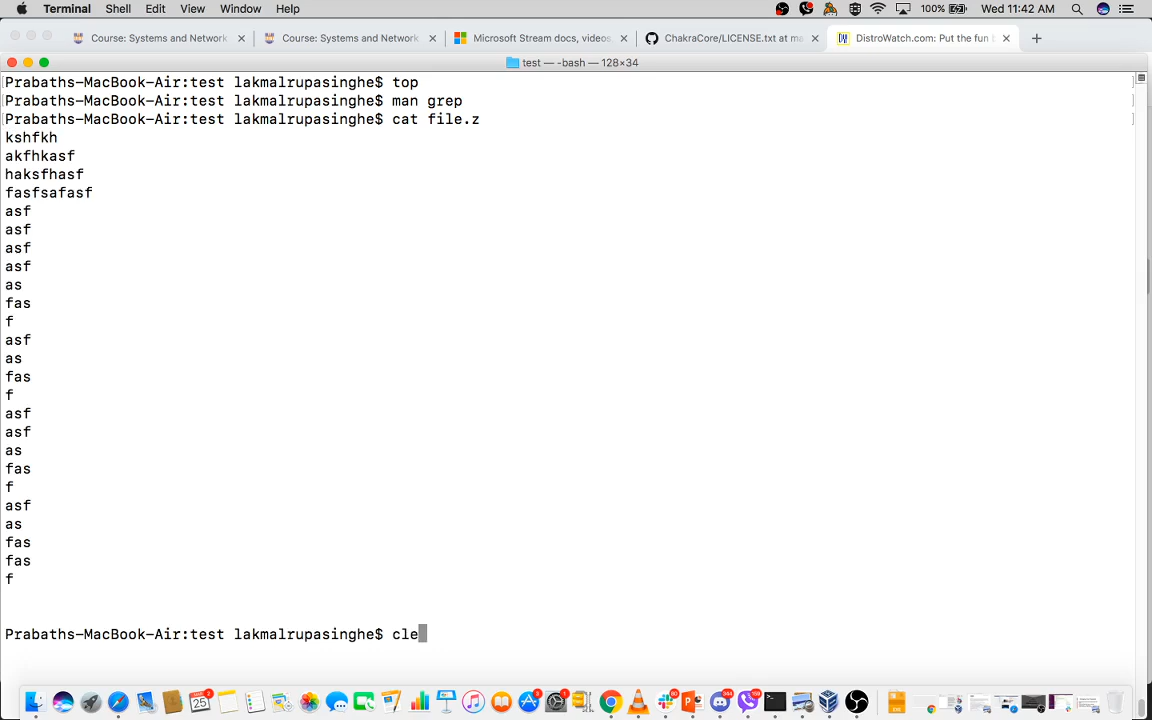 Terminal Shell Edit View Window Help 100% Wed 11:42 AM
Course: Systems and Network Course: Systems and Network Microsoft Stream docs, videos, ChakraCore/LICENSE.txt at ma DistroWatch.com: Put the fun
test — -bash — 128×34
Prabaths-MacBook-Air:test lakmalrupasinghe$ top
Prabaths-MacBook-Air:test lakmalrupasinghe$ man grep
Prabaths-MacBook-Air:test lakmalrupasinghe$ cat file.z
kshfkh
akfhkasf
haksfhasf
fasfsafasf
asf
asf
asf
asf
as
fas
f
asf
as
fas
f
asf
asf
as
fas
f
asf
as
fas
fas
f
Prabaths-MacBook-Air:test lakmalrupasinghe$ cle
25